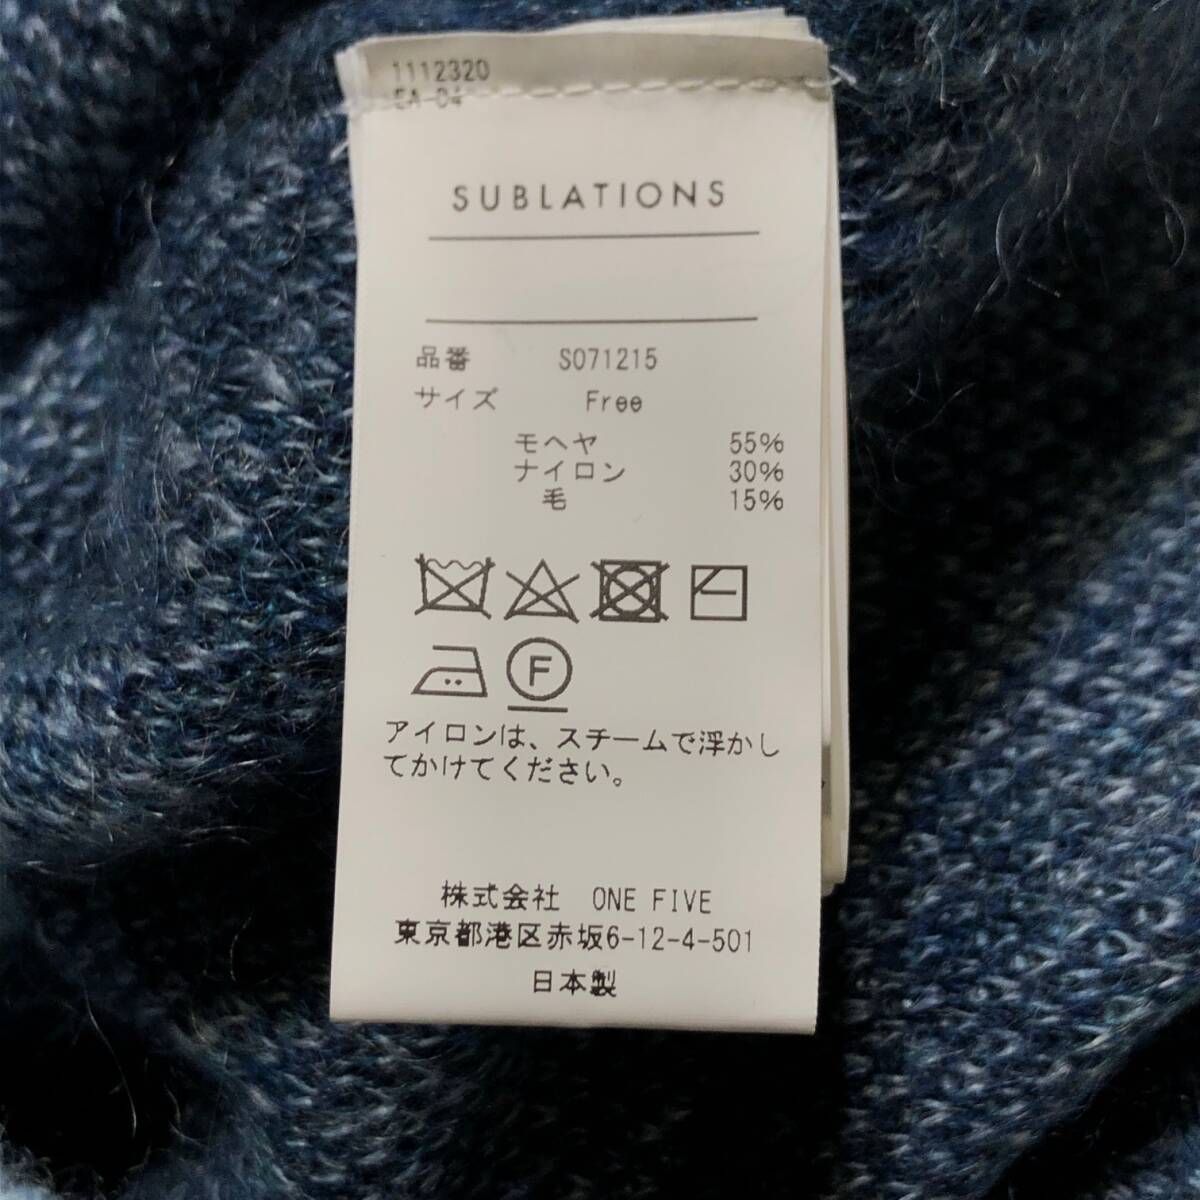 1112320
EA-04
SUBLATIONS
品番 S071215
サイズ Free
モヘヤ 55%
ナイロン 30%
毛 15%
F
アイロンは、スチームで浮かし
てかけてください。
株式会社 ONE FIVE
東京都港区赤坂6-12-4-501
日本製